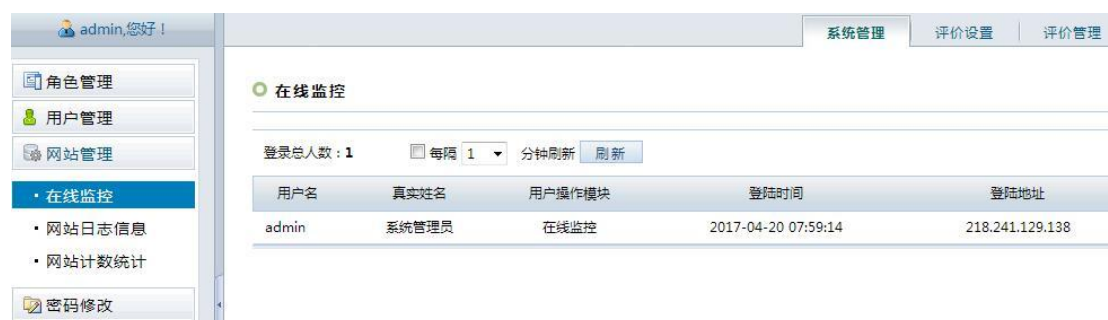 admin,您好！
系统管理 评价设置 评价管理
角色管理
用户管理
网站管理
·在线监控
·网站日志信息
·网站计数统计
密码修改
在线监控
登录总人数：1 每隔 1 分钟刷新 刷新
用户名 真实姓名 用户操作模块 登陆时间 登陆地址
admin 系统管理员 在线监控 2017-04-20 07:59:14 218.241.129.138